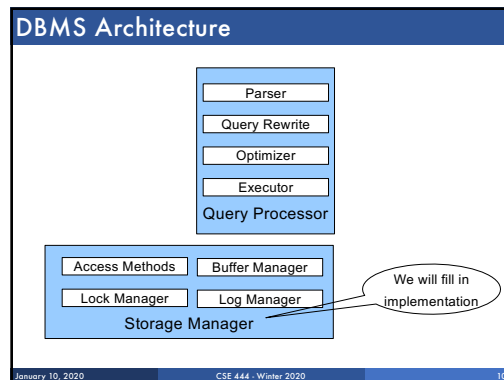 DBMS Architecture
Parser
Query Rewrite
Optimizer
Executor
Query Processor
Access Methods
Buffer Manager
Lock Manager
Log Manager
Storage Manager
We will fill in
implementation
January 10, 2020
CSE 444 - Winter 2020
10